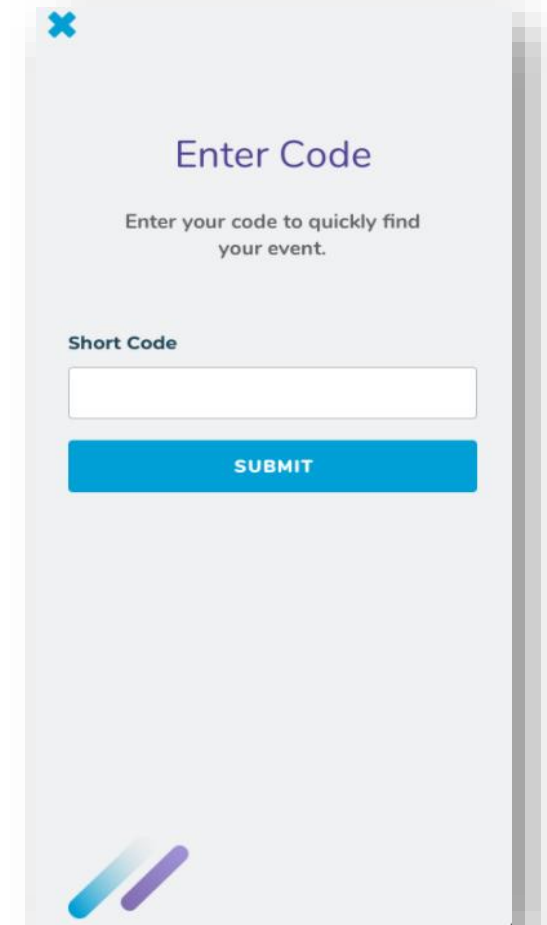 Enter Code
Enter your code to quickly find
your event.
Short Code
SUBMIT